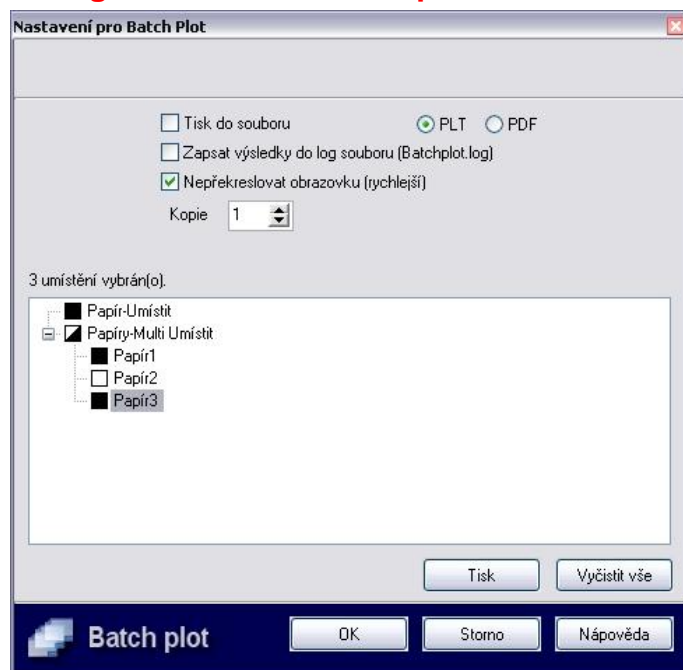 Nastavení pro Batch Plot
Tisk do souboru PLT PDF
Zapsat výsledky do log souboru (Batchplot.log)
Nepřekreslovat obrazovku (rychlejší)
Kopie 1
3 umístění vybrán(o).
Papír-Umístit
Papíry-Multi Umístit
Papír1
Papír2
Papír3
Tisk Vyčistit vše
Batch plot OK Storno Nápověda